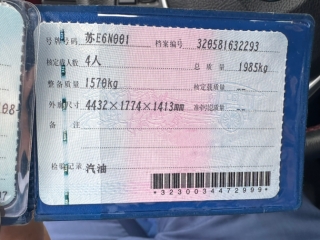 号牌号码 苏E6N001 档案编号 320581632293
核定载人数 4人 总质量 1985kg
整备质量 1570kg 核定载质量 --
外廓尺寸 4432×1774×1413mm 准牵引总质量 --
备注
检验记录 汽油
*3230034472999*